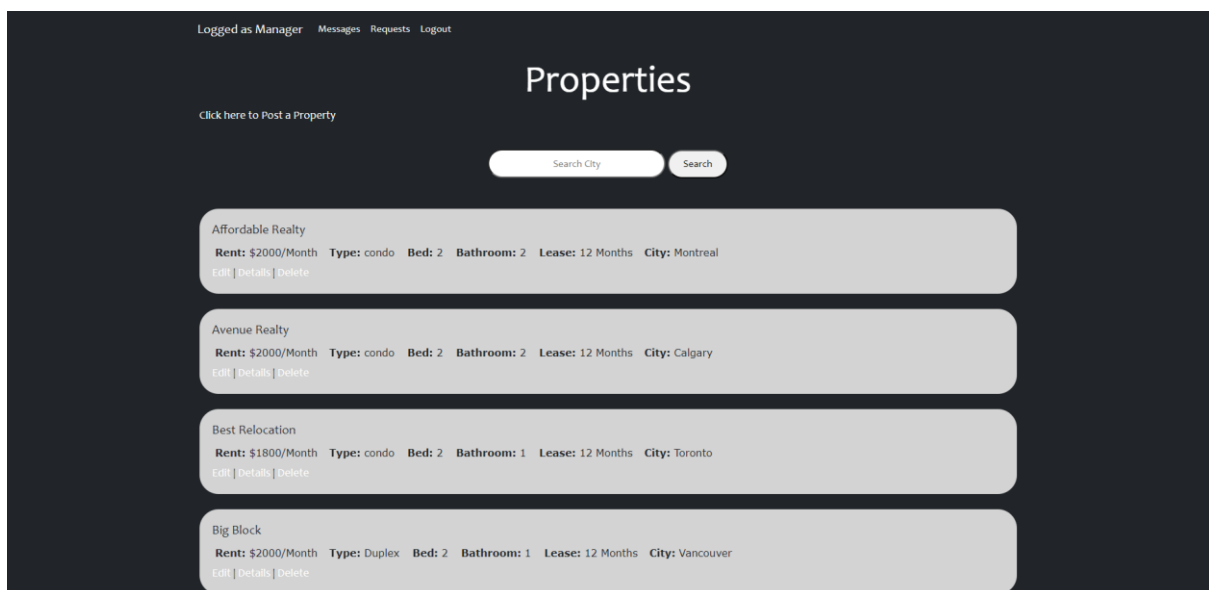 Logged as Manager Messages Requests Logout
Properties
Click here to Post a Property
Search City Search
Affordable Realty
Rent: $2000/Month Type: condo Bed: 2 Bathroom: 2 Lease: 12 Months City: Montreal
Edit | Details | Delete
Avenue Realty
Rent: $2000/Month Type: condo Bed: 2 Bathroom: 2 Lease: 12 Months City: Calgary
Edit | Details | Delete
Best Relocation
Rent: $1800/Month Type: condo Bed: 2 Bathroom: 1 Lease: 12 Months City: Toronto
Edit | Details | Delete
Big Block
Rent: $2000/Month Type: Duplex Bed: 2 Bathroom: 1 Lease: 12 Months City: Vancouver
Edit | Details | Delete